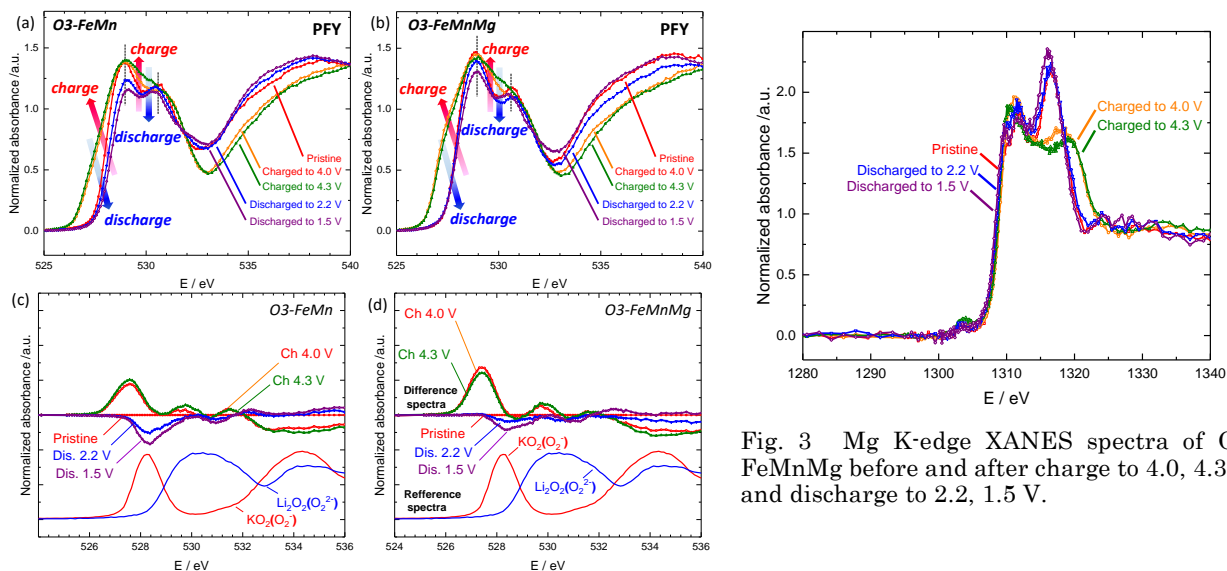 (a)
O3-FeMn
PFY
charge
charge
discharge
discharge
Pristine
Charged to 4.0 V
Charged to 4.3 V
Discharged to 2.2 V
Discharged to 1.5 V
Normalized absorbance /a.u.
1.5
1.0
0.5
0.0
525
530
535
540
E / eV
(b)
O3-FeMnMg
PFY
charge
charge
discharge
discharge
Pristine
Charged to 4.0 V
Charged to 4.3 V
Discharged to 2.2 V
Discharged to 1.5 V
Normalized absorbance /a.u.
1.5
1.0
0.5
0.0
525
530
535
540
E / eV
(c)
O3-FeMn
Ch 4.0 V
Ch 4.3 V
Pristine
Dis. 2.2 V
Dis. 1.5 V
Li2O2(O2^2-)
KO2(O2^-)
Normalized absorbance /a.u.
526
528
530
532
534
536
E / eV
(d)
O3-FeMnMg
Ch 4.0 V
Ch 4.3 V
Difference
spectra
Pristine
Dis. 2.2 V
KO2(O2^-)
Dis. 1.5 V
Li2O2(O2^2-)
Refference
spectra
Normalized absorbance /a.u.
524
526
528
530
532
534
536
E / eV
Charged to 4.0 V
Charged to 4.3 V
Pristine
Discharged to 2.2 V
Discharged to 1.5 V
Normalized absorbance /a.u.
3.0
2.5
2.0
1.5
1.0
0.5
0.0
1280
1290
1300
1310
1320
1330
1340
E / eV
Fig. 3 Mg K-edge XANES spectra of
FeMnMg before and after charge to 4.0, 4.3
and discharge to 2.2, 1.5 V.